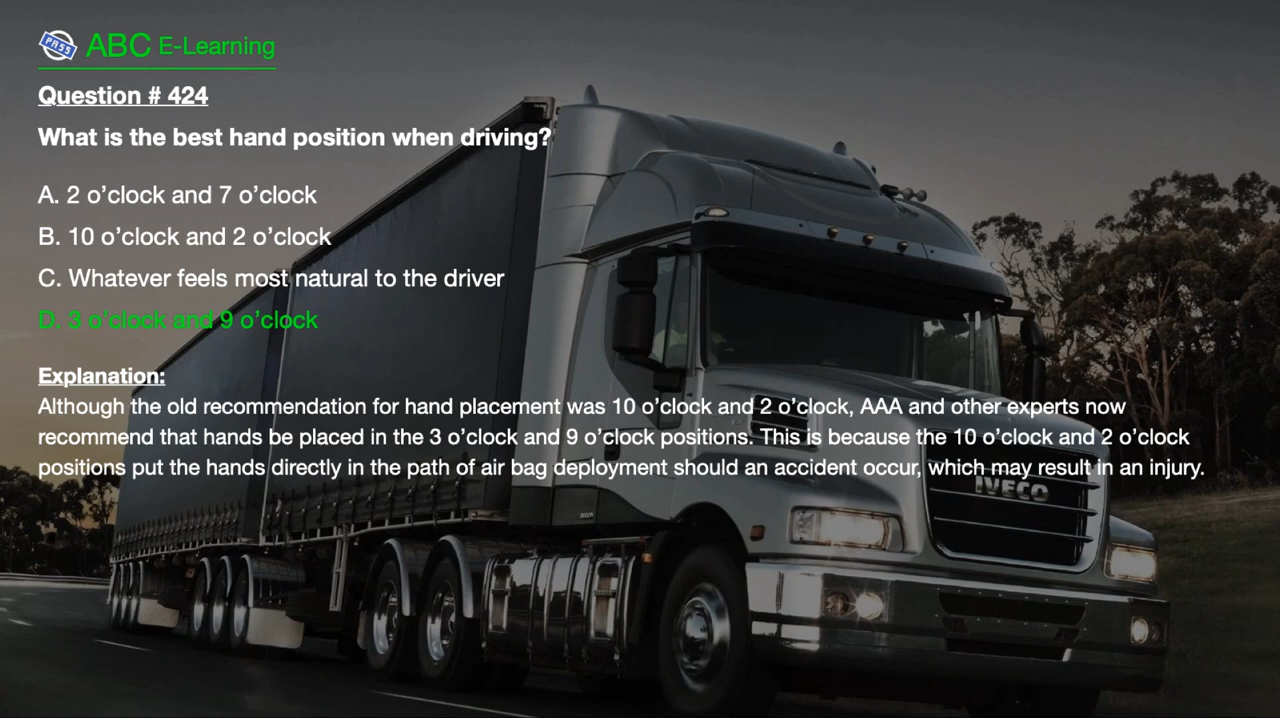 PASS
ABC E-Learning
Question # 424
What is the best hand position when driving?
A. 2 o’clock and 7 o’clock
B. 10 o’clock and 2 o’clock
C. Whatever feels most natural to the driver
D. 3 o’clock and 9 o’clock
Explanation:
Although the old recommendation for hand placement was 10 o’clock and 2 o’clock, AAA and other experts now
recommend that hands be placed in the 3 o’clock and 9 o’clock positions. This is because the 10 o’clock and 2 o’clock
positions put the hands directly in the path of air bag deployment should an accident occur, which may result in an injury.
IVECO